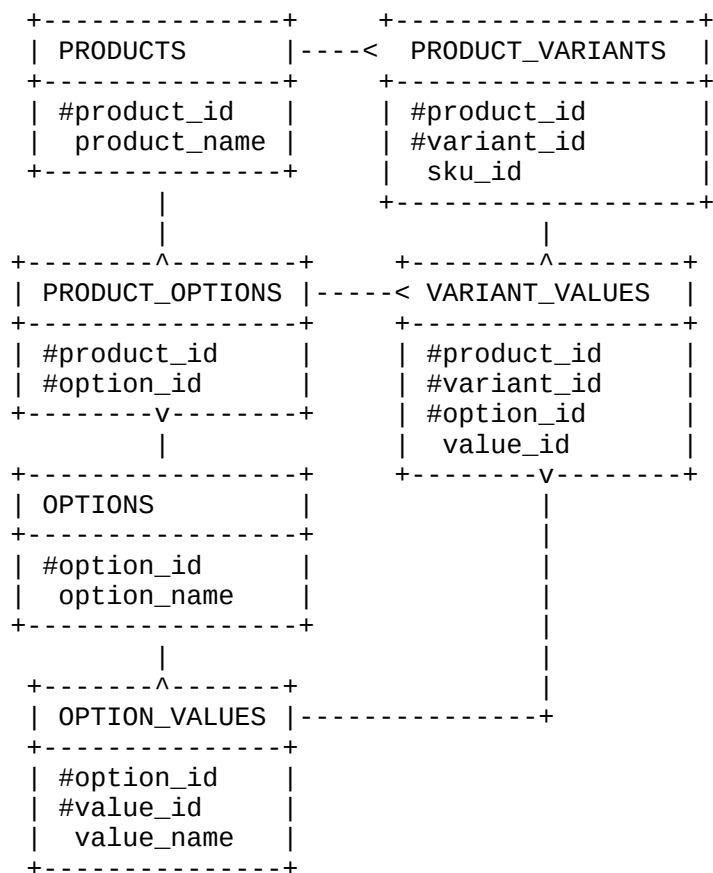 PRODUCTS
#product_id
product_name
PRODUCT_VARIANTS
#product_id
#variant_id
sku_id
PRODUCT_OPTIONS
#product_id
#option_id
VARIANT_VALUES
#product_id
#variant_id
#option_id
value_id
OPTIONS
#option_id
option_name
OPTION_VALUES
#option_id
#value_id
value_name